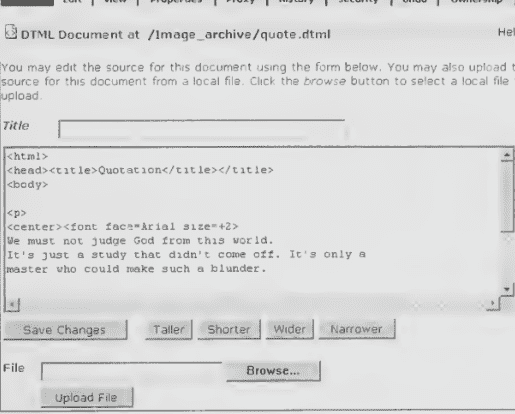 Edit | View | Properties | Proxy | History | Security | Undo | Ownership
DTML Document at /Image_archive/quote.dtml
You may edit the source for this document using the form below. You may also upload
source for this document from a local file. Click the browse button to select a local file
upload.
Title
<html>
<head><title>Quotation</title></title>
<body>
<p>
<center><font face=Arial size=+2>
We must not judge God from this world.
It's just a study that didn't come off. It's only a
master who could make such a blunder.
Save Changes Taller Shorter Wider Narrower
File Browse...
Upload File